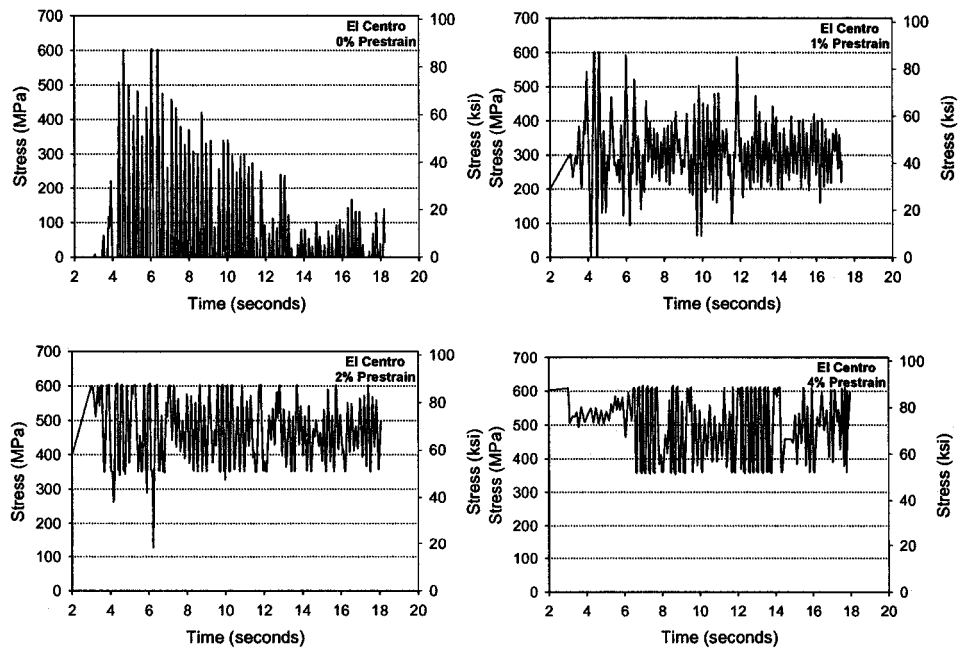 El Centro
0% Prestrain
700
600
500
400
300
200
100
0
Stress (MPa)
100
80
60
40
20
0
Stress (ksi)
2 4 6 8 10 12 14 16 18 20
Time (seconds)
El Centro
1% Prestrain
700
600
500
400
300
200
100
0
Stress (MPa)
100
80
60
40
20
0
Stress (ksi)
2 4 6 8 10 12 14 16 18 20
Time (seconds)
El Centro
2% Prestrain
700
600
500
400
300
200
100
0
Stress (MPa)
100
80
60
40
20
0
Stress (ksi)
2 4 6 8 10 12 14 16 18 20
Time (seconds)
El Centro
4% Prestrain
700
600
500
400
300
200
100
0
Stress (MPa)
100
80
60
40
20
0
Stress (ksi)
2 4 6 8 10 12 14 16 18 20
Time (seconds)